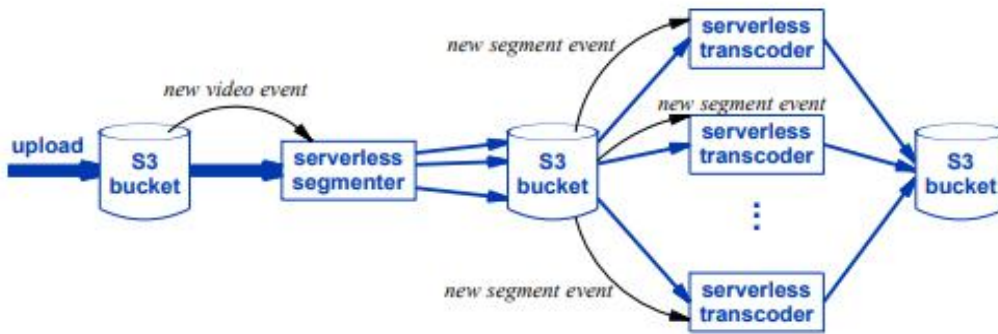 upload
S3
bucket
new video event
serverless
segmenter
S3
bucket
new segment event
serverless
transcoder
new segment event
serverless
transcoder
new segment event
serverless
transcoder
S3
bucket